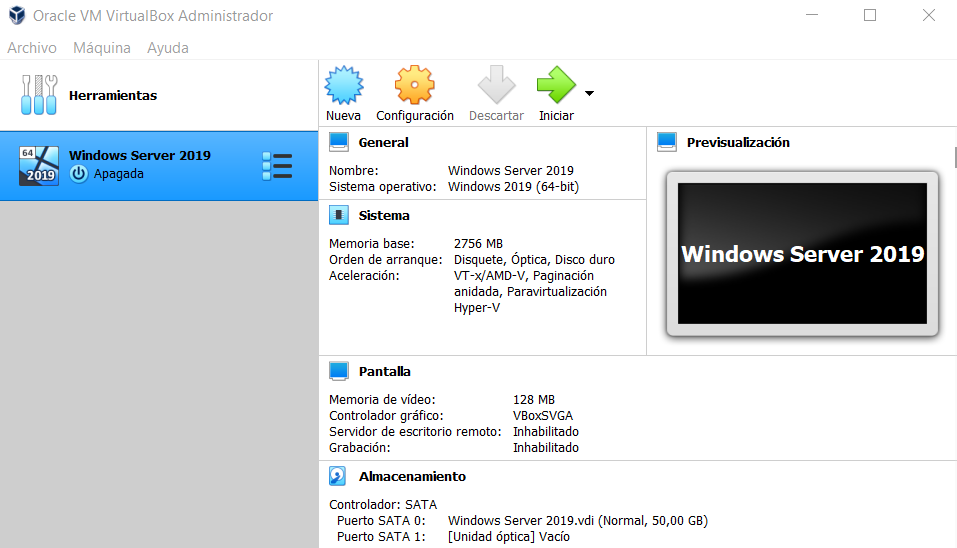 Oracle VM VirtualBox Administrador
Archivo Máquina Ayuda
Herramientas
64
2019
Windows Server 2019
Apagada
Nueva Configuración Descartar Iniciar
General
Nombre: Windows Server 2019
Sistema operativo: Windows 2019 (64-bit)
Sistema
Memoria base: 2756 MB
Orden de arranque: Disquete, Óptica, Disco duro
Aceleración: VT-x/AMD-V, Paginación
anidada, Paravirtualización
Hyper-V
Previsualización
Windows Server 2019
Pantalla
Memoria de vídeo: 128 MB
Controlador gráfico: VBoxSVGA
Servidor de escritorio remoto: Inhabilitado
Grabación: Inhabilitado
Almacenamiento
Controlador: SATA
Puerto SATA 0: Windows Server 2019.vdi (Normal, 50,00 GB)
Puerto SATA 1: [Unidad óptica] Vacío